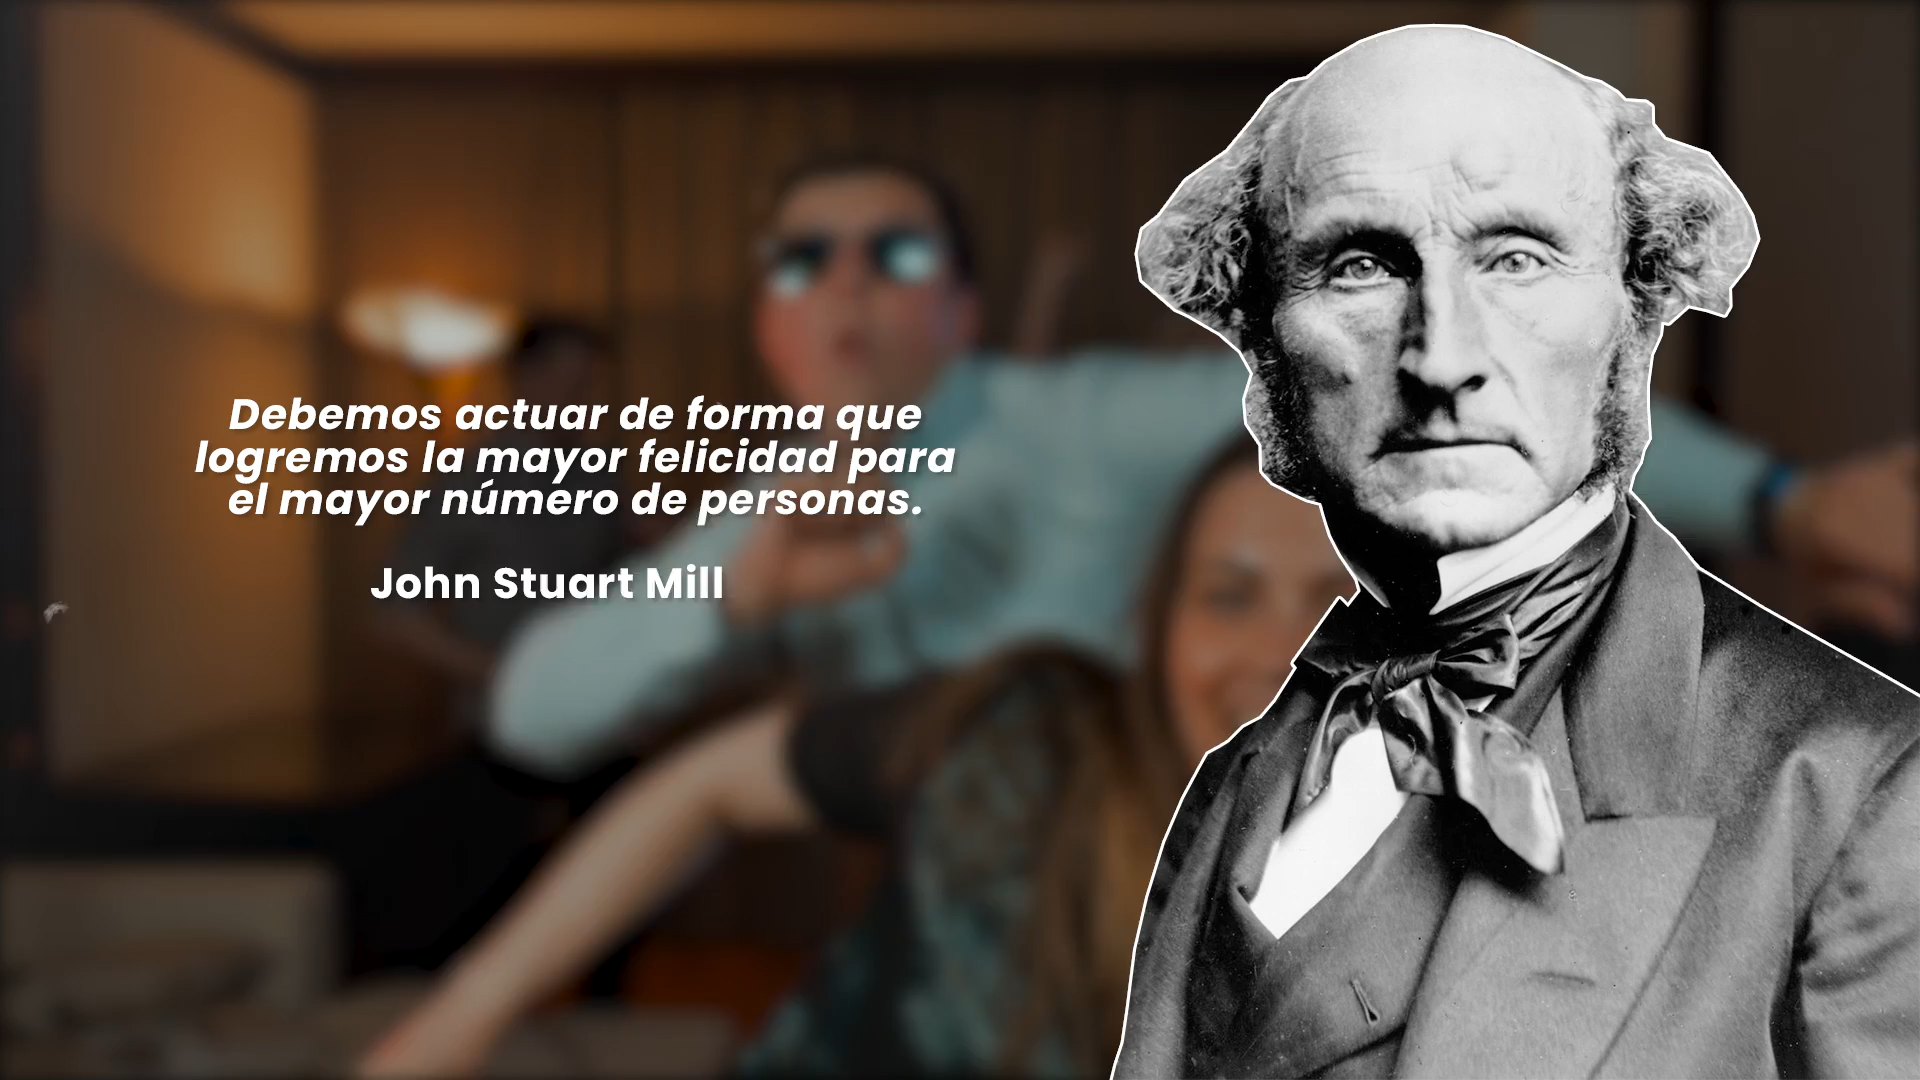 Debemos actuar de forma que
logremos la mayor felicidad para
el mayor número de personas.
John Stuart Mill